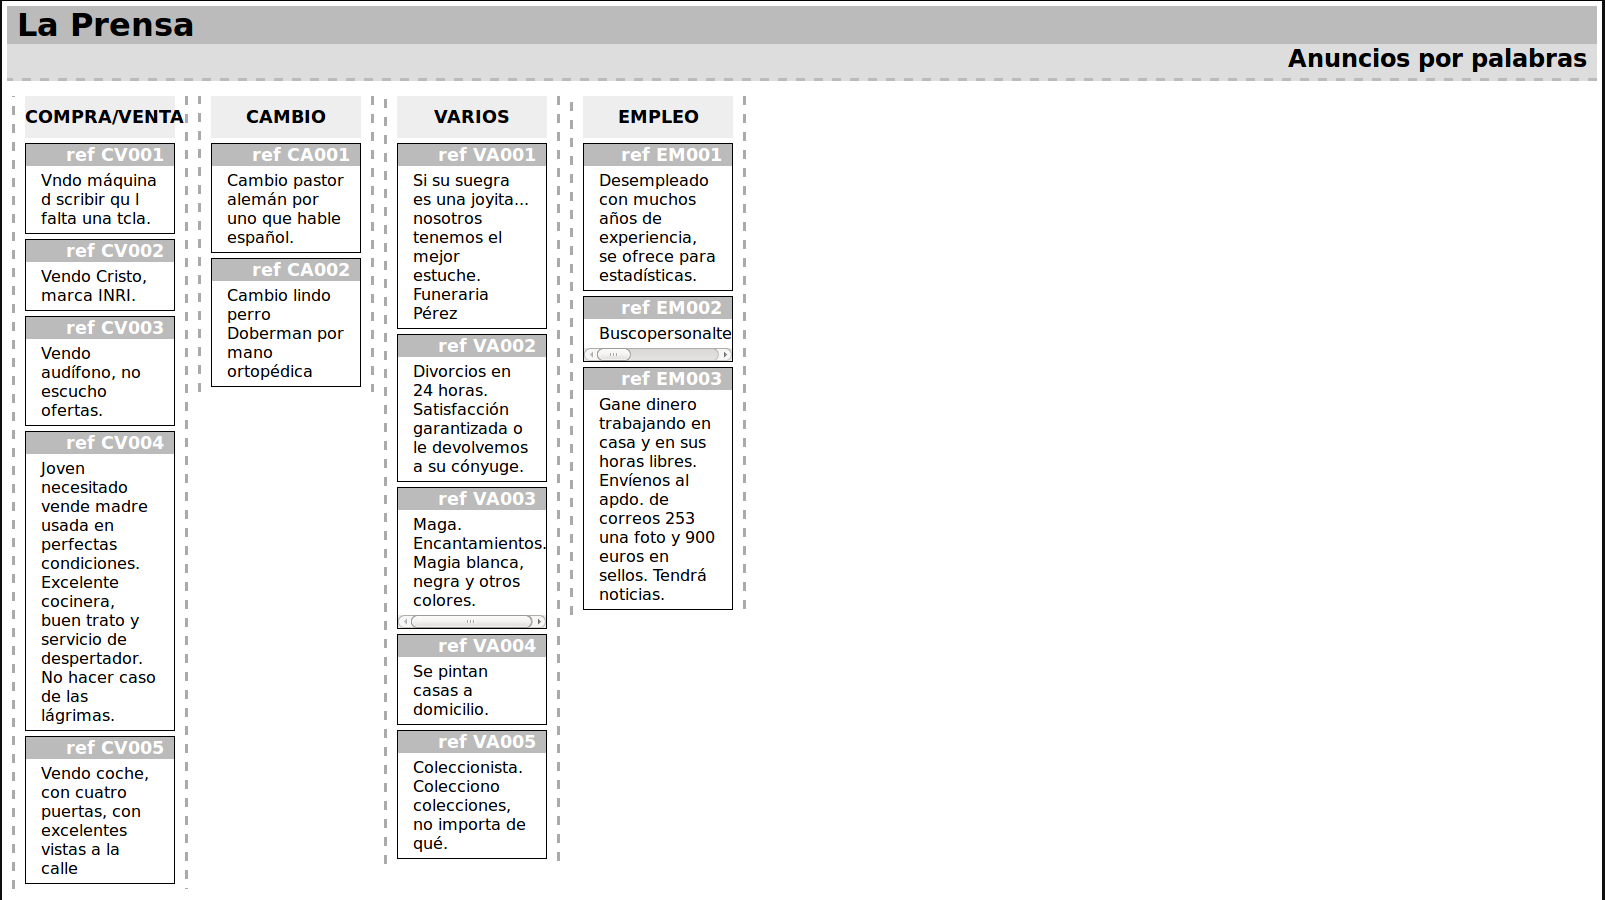 La Prensa
Anuncios por palabras
COMPRA/VENTA
ref CV001
Vndo máquina
d scribir qu l
falta una tcla.
ref CV002
Vendo Cristo,
marca INRI.
ref CV003
Vendo
audífono, no
escucho
ofertas.
ref CV004
Joven
necesitado
vende madre
usada en
perfectas
condiciones.
Excelente
cocinera,
buen trato y
servicio de
despertador.
No hacer caso
de las
lágrimas.
ref CV005
Vendo coche,
con cuatro
puertas, con
excelentes
vistas a la
calle
CAMBIO
ref CA001
Cambio pastor
alemán por
uno que hable
español.
ref CA002
Cambio lindo
perro
Doberman por
mano
ortopédica
VARIOS
ref VA001
Si su suegra
es una joyita...
nosotros
tenemos el
mejor
estuche.
Funeraria
Pérez
ref VA002
Divorcios en
24 horas.
Satisfacción
garantizada o
le devolvemos
a su cónyuge.
ref VA003
Maga.
Encantamientos.
Magia blanca,
negra y otros
colores.
ref VA004
Se pintan
casas a
domicilio.
ref VA005
Coleccionista.
Colecciono
colecciones,
no importa de
qué.
EMPLEO
ref EM001
Desempleado
con muchos
años de
experiencia,
se ofrece para
estadísticas.
ref EM002
Buscopersonalte
ref EM003
Gane dinero
trabajando en
casa y en sus
horas libres.
Envíenos al
apdo. de
correos 253
una foto y 900
euros en
sellos. Tendrá
noticias.